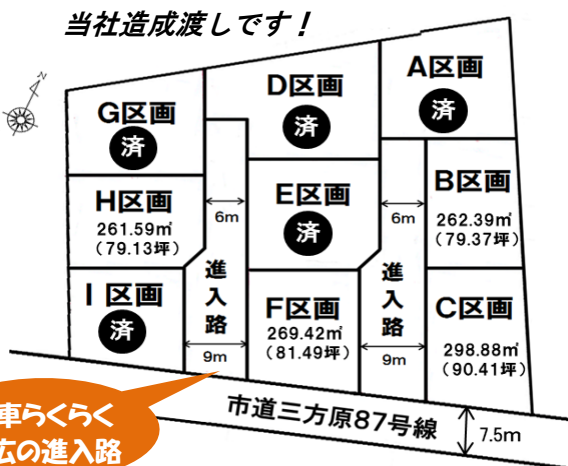 当社造成渡しです！
N
G区画
済
D区画
済
A区画
済
H区画
261.59㎡
（79.13坪）
6m
E区画
済
6m
B区画
262.39㎡
（79.37坪）
I区画
済
進入路
9m
F区画
269.42㎡
（81.49坪）
進入路
9m
C区画
298.88㎡
（90.41坪）
車らくらく
広の進入路
市道三方原87号線
7.5m